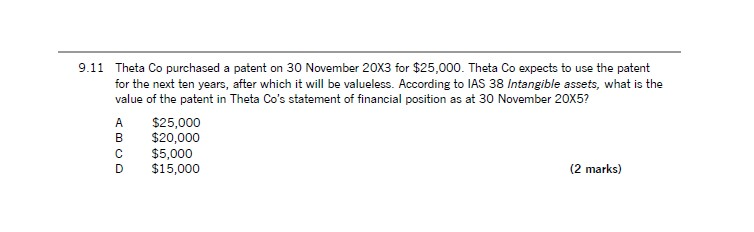 9.11 Theta Co purchased a patent on 30 November 20X3 for $25,000. Theta Co expects to use the patent
for the next ten years, after which it will be valueless. According to IAS 38 Intangible assets, what is the
value of the patent in Theta Co's statement of financial position as at 30 November 20X5?
A $25,000
B $20,000
C $5,000
D $15,000 (2 marks)